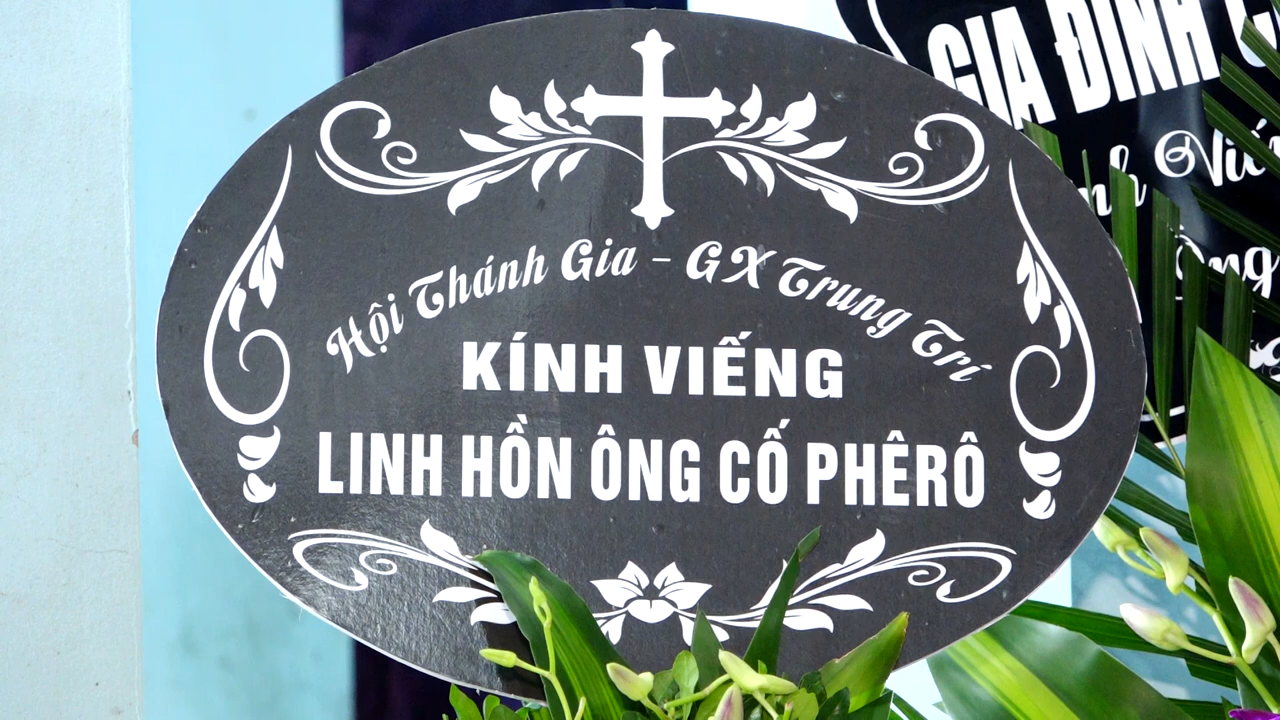 Hội Thánh Gia - GX Trung Trí
KÍNH VIẾNG
LINH HỒN ÔNG CỐ PHÊRÔ
GIA ĐÌNH